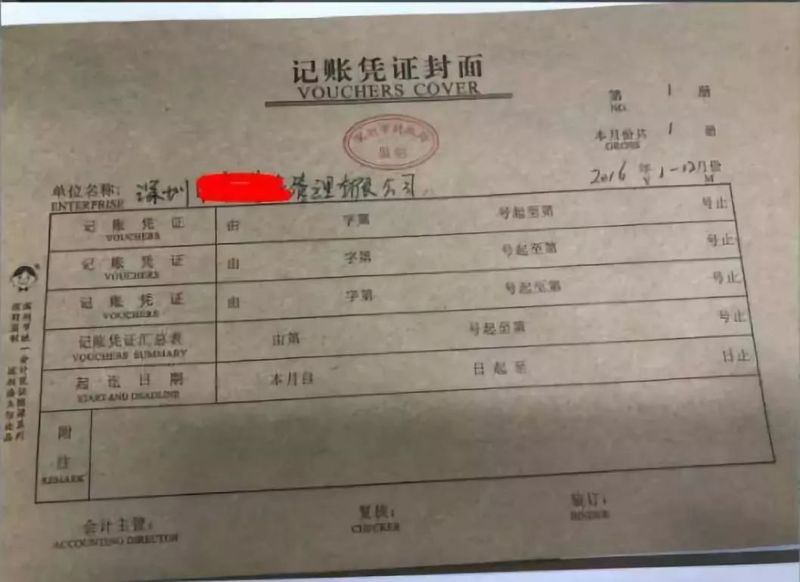 记账凭证封面
VOUCHERS COVER
第 1 册
NO.
本月份共 1 册
GROSS
监制
单位名称: 深圳 管理有限公司
ENTERPRISE
2016 年 1-12月份
Y M
记账凭证 由 字第 号起至第 号止
VOUCHERS
记账凭证 由 字第 号起至第 号止
VOUCHERS
记账凭证 由 字第 号起至第 号止
VOUCHERS
记账凭证汇总表 由第 号起至第 号止
VOUCHERS SUMMARY
起讫日期 本月自 日起至 日止
START AND DEADLINE
附
注
REMARK
会计主管:
ACCOUNTING DIRECTOR
复核:
CHECKER
装订:
BINDER